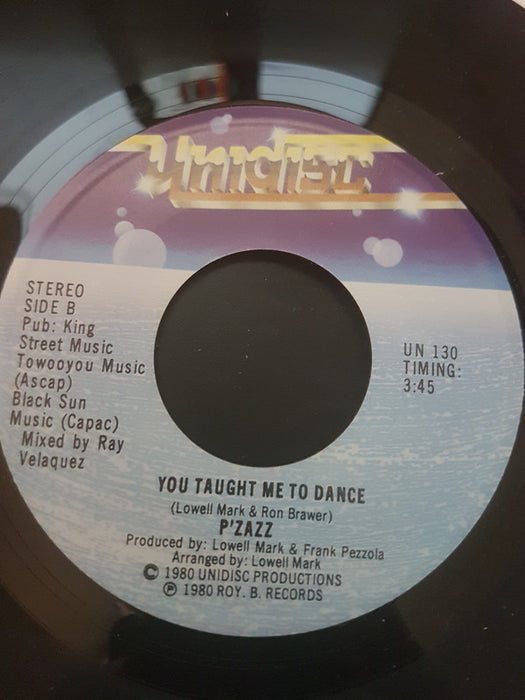 Unidisc
STEREO
SIDE B
Pub: King
Street Music
Towooyou Music
(Ascap)
Black Sun
Music (Capac)
Mixed by Ray
Velaquez
UN 130
TIMING:
3:45
YOU TAUGHT ME TO DANCE
(Lowell Mark & Ron Brawer)
P'ZAZZ
Produced by: Lowell Mark & Frank Pezzola
Arranged by: Lowell Mark
© 1980 UNIDISC PRODUCTIONS
℗ 1980 ROY. B. RECORDS